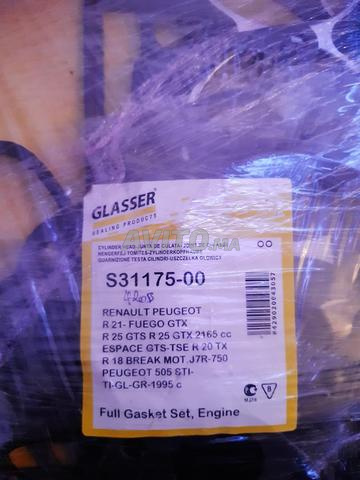 GLASSER
SEALING PRODUCTS
S31175-00
RENAULT PEUGEOT
R 21- FUEGO GTX
R 25 GTS R 25 GTX 2165 cc
ESPACE GTS-TSE R 20 TX
R 18 BREAK MOT.J7R-750
PEUGEOT 505 STI-
TI-GL-GR-1995 c
Full Gasket Set, Engine
8429020043057